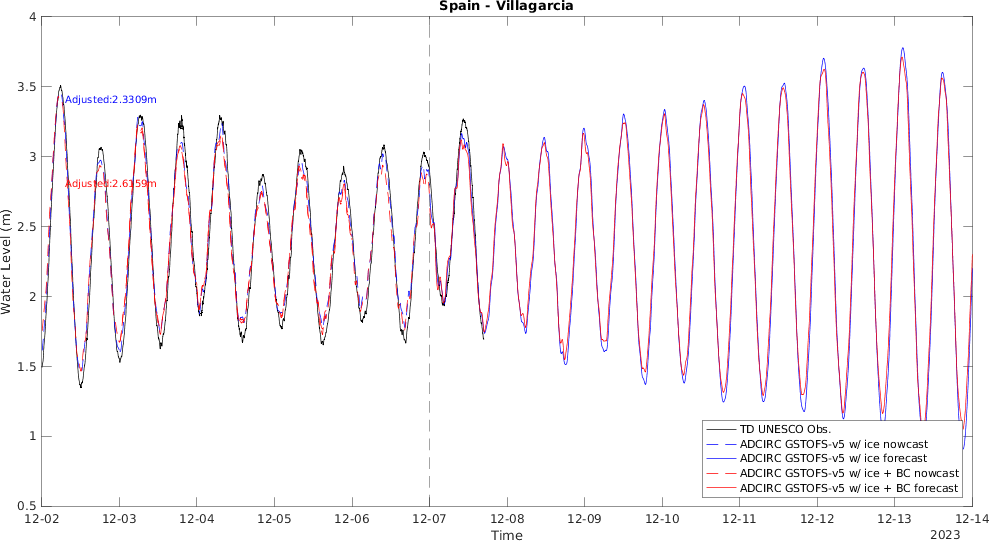 Spain - Villagarcia
Water Level (m)
4
3.5
3
2.5
2
1.5
1
0.5
Adjusted:2.3309m
Adjusted:2.6159m
TD UNESCO Obs.
ADCIRC GSTOFS-v5 w/ ice nowcast
ADCIRC GSTOFS-v5 w/ ice forecast
ADCIRC GSTOFS-v5 w/ ice + BC nowcast
ADCIRC GSTOFS-v5 w/ ice + BC forecast
12-02 12-03 12-04 12-05 12-06 12-07 12-08 12-09 12-10 12-11 12-12 12-13 12-14
Time
2023